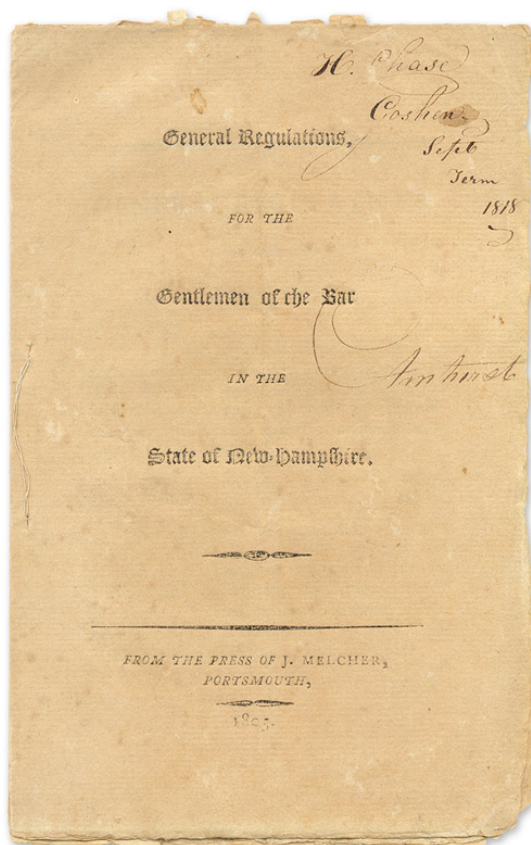 H. Chase
Goshen
Sept
Term
1818
General Regulations,
FOR THE
Gentlemen of the Bar
Amherst
IN THE
State of New-Hampshire.
FROM THE PRESS OF J. MELCHER,
PORTSMOUTH,
1805.